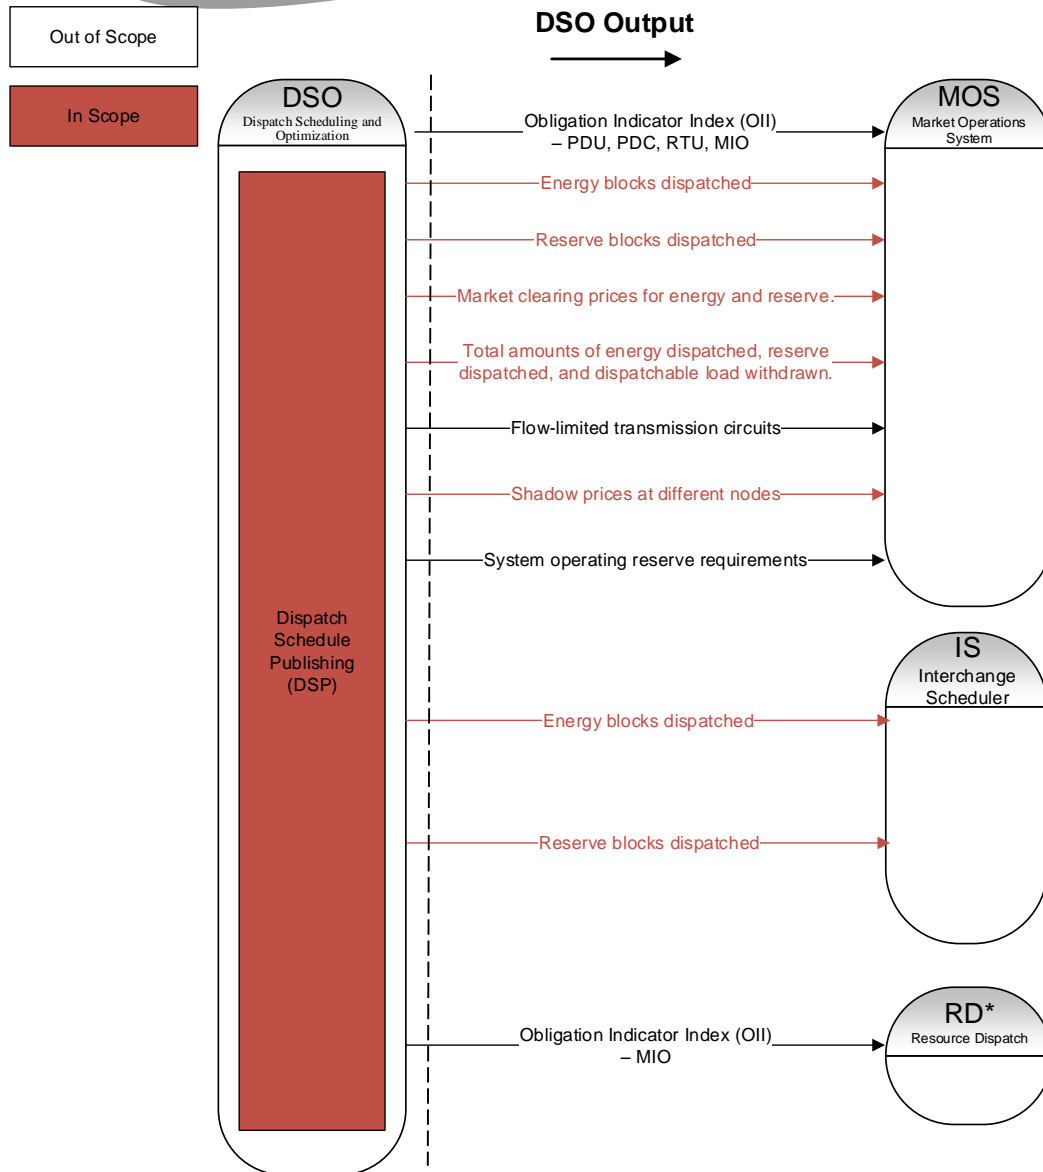 DSO Output
Out of Scope
In Scope
DSO
Dispatch Scheduling and
Optimization
MOS
Market Operations
System
Obligation Indicator Index (OII)
– PDU, PDC, RTU, MIO
Energy blocks dispatched
Reserve blocks dispatched
Market clearing prices for energy and reserve.
Total amounts of energy dispatched, reserve
dispatched, and dispatchable load withdrawn.
Flow-limited transmission circuits
Shadow prices at different nodes
System operating reserve requirements
Dispatch
Schedule
Publishing
(DSP)
IS
Interchange
Scheduler
Energy blocks dispatched
Reserve blocks dispatched
RD*
Resource Dispatch
Obligation Indicator Index (OII)
– MIO